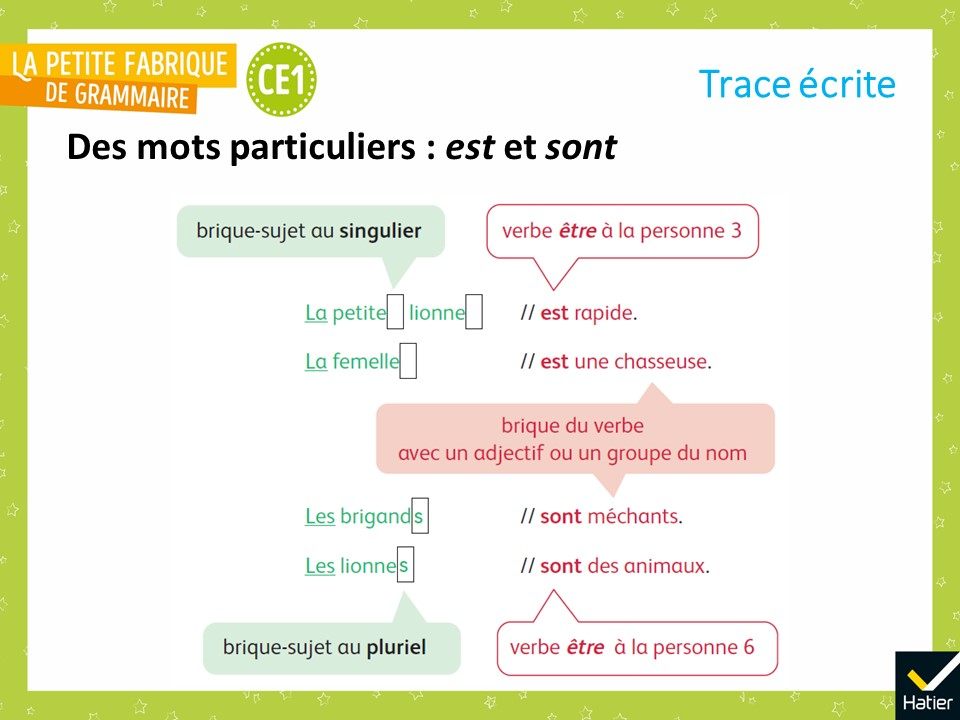 LA PETITE FABRIQUE
DE GRAMMAIRE
CE1
Trace écrite
Des mots particuliers : est et sont
brique-sujet au singulier
verbe être à la personne 3
La petite lionne // est rapide.
La femelle // est une chasseuse.
brique du verbe
avec un adjectif ou un groupe du nom
Les brigands // sont méchants.
Les lionnes // sont des animaux.
brique-sujet au pluriel
verbe être à la personne 6
Hatier